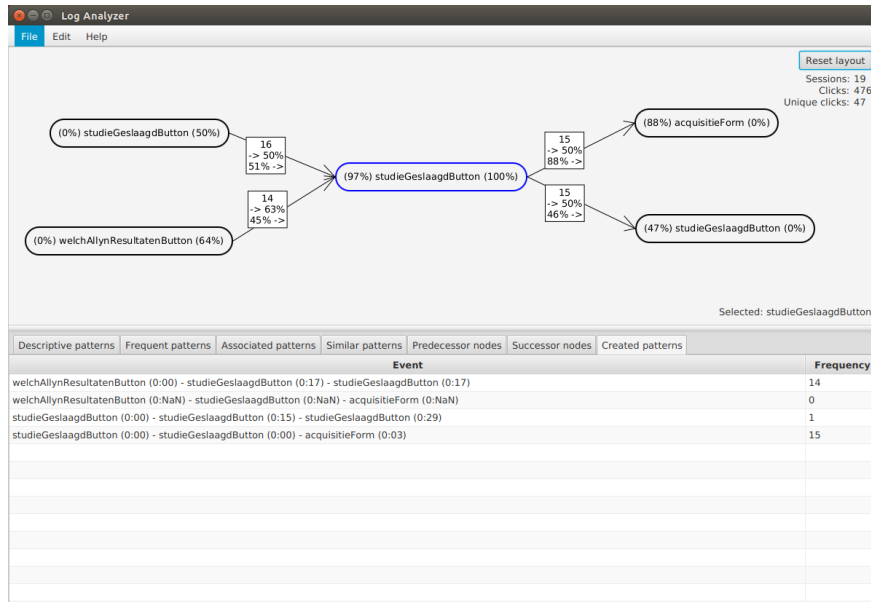 Log Analyzer
File Edit Help
Reset layout
Sessions: 19
Clicks: 476
Unique clicks: 47
(0%) studieGeslaagdButton (50%)
16
-> 50%
51% ->
(0%) welchAllynResultatenButton (64%)
14
-> 63%
45% ->
(97%) studieGeslaagdButton (100%)
15
-> 50%
88% ->
(88%) acquisitieForm (0%)
15
-> 50%
46% ->
(47%) studieGeslaagdButton (0%)
Selected: studieGeslaagdButton
Descriptive patterns Frequent patterns Associated patterns Similar patterns Predecessor nodes Successor nodes Created patterns
Event Frequency
welchAllynResultatenButton (0:00) - studieGeslaagdButton (0:17) - studieGeslaagdButton (0:17) 14
welchAllynResultatenButton (0:NaN) - studieGeslaagdButton (0:NaN) - acquisitieForm (0:NaN) 0
studieGeslaagdButton (0:00) - studieGeslaagdButton (0:15) - studieGeslaagdButton (0:29) 1
studieGeslaagdButton (0:00) - studieGeslaagdButton (0:00) - acquisitieForm (0:03) 15